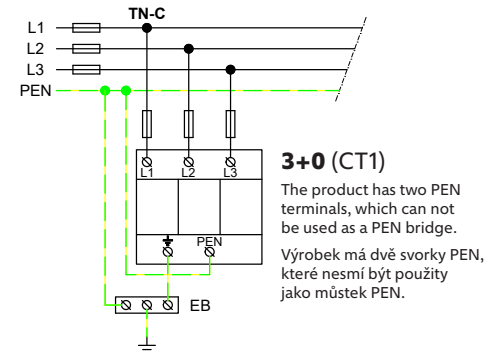 TN-C
L1
L2
L3
PEN
L1 L2 L3
PEN
EB
3+0 (CT1)
The product has two PEN
terminals, which can not
be used as a PEN bridge.
Výrobek má dvě svorky PEN,
které nesmí být použity
jako můstek PEN.